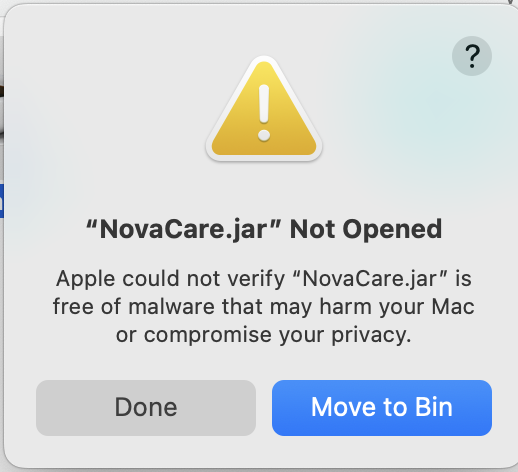 ?
“NovaCare.jar” Not Opened
Apple could not verify “NovaCare.jar” is
free of malware that may harm your Mac
or compromise your privacy.
Done
Move to Bin